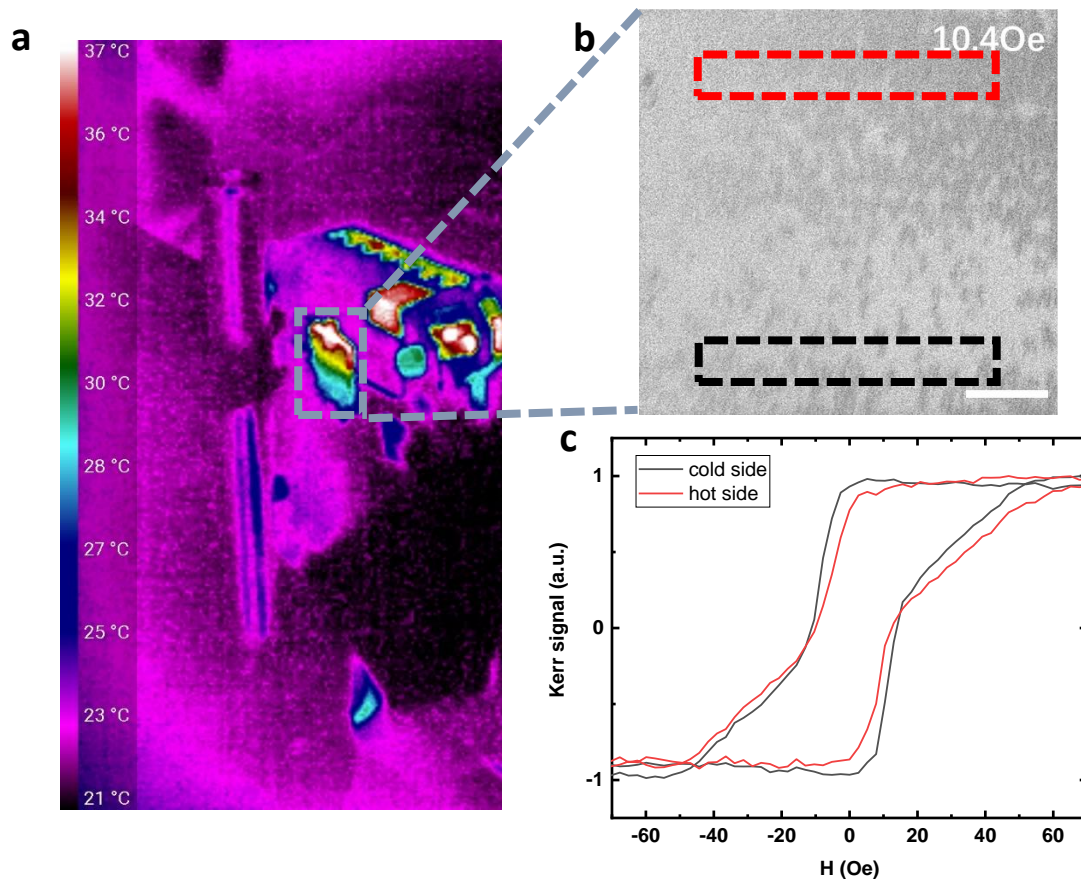 a
37 °C
36 °C
34 °C
32 °C
30 °C
28 °C
27 °C
25 °C
23 °C
21 °C
b
10.4Oe
c
cold side
hot side
Kerr signal (a.u.)
1
0
-1
-60 -40 -20 0 20 40 60
H (Oe)